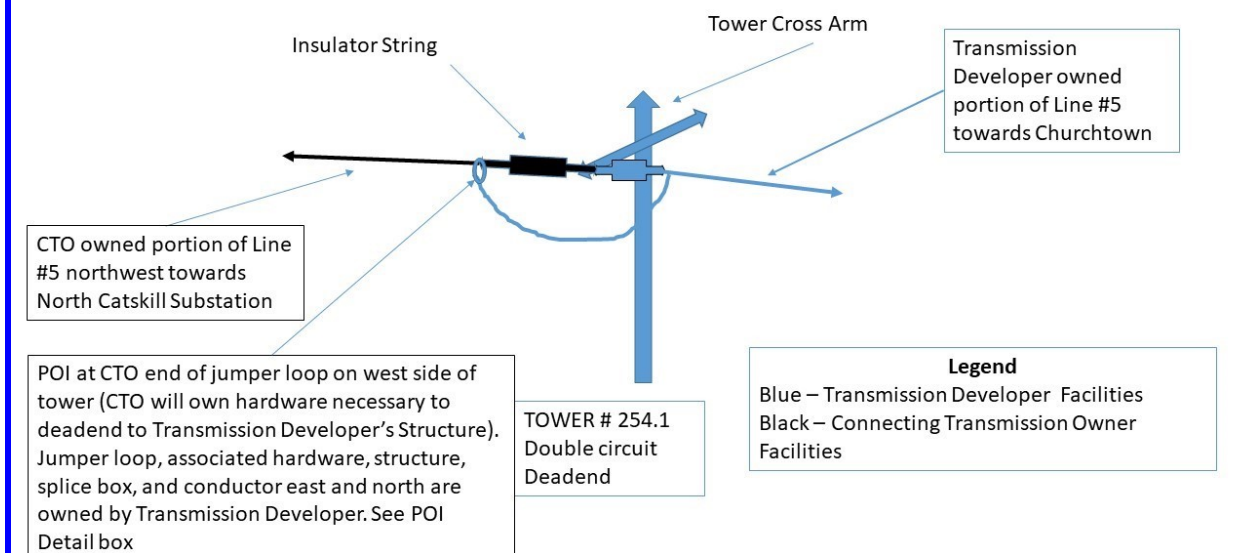 Insulator String
Tower Cross Arm
Transmission
Developer owned
portion of Line #5
towards Churchtown
CTO owned portion of Line
#5 northwest towards
North Catskill Substation
POI at CTO end of jumper loop on west side of
tower (CTO will own hardware necessary to
deadend to Transmission Developer's Structure).
Jumper loop, associated hardware, structure,
splice box, and conductor east and north are
owned by Transmission Developer. See POI
Detail box
TOWER # 254.1
Double circuit
Deadend
Legend
Blue – Transmission Developer Facilities
Black – Connecting Transmission Owner
Facilities